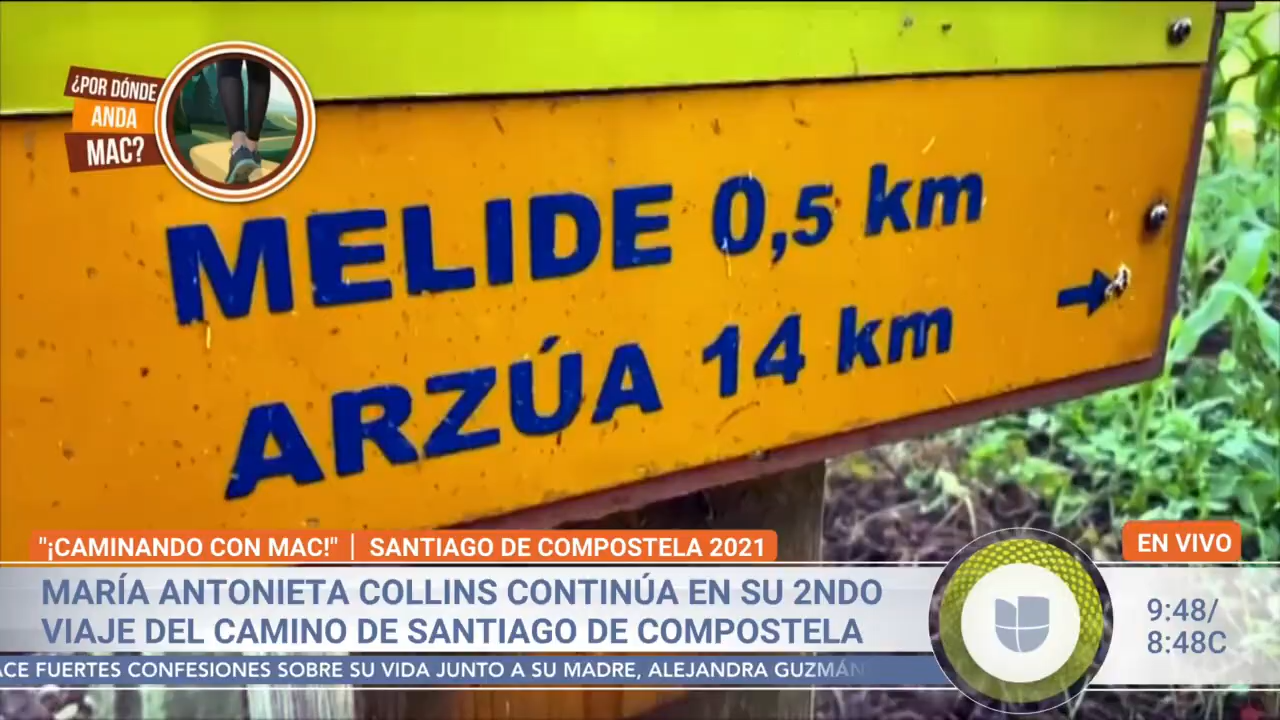 ¿POR DÓNDE
ANDA
MAC?
MELIDE 0,5 km
ARZÚA 14 km
"¡CAMINANDO CON MAC!" | SANTIAGO DE COMPOSTELA 2021
EN VIVO
MARÍA ANTONIETA COLLINS CONTINÚA EN SU 2NDO
VIAJE DEL CAMINO DE SANTIAGO DE COMPOSTELA
9:48/
8:48C
ACE FUERTES CONFESIONES SOBRE SU VIDA JUNTO A SU MADRE, ALEJANDRA GUZMÁN